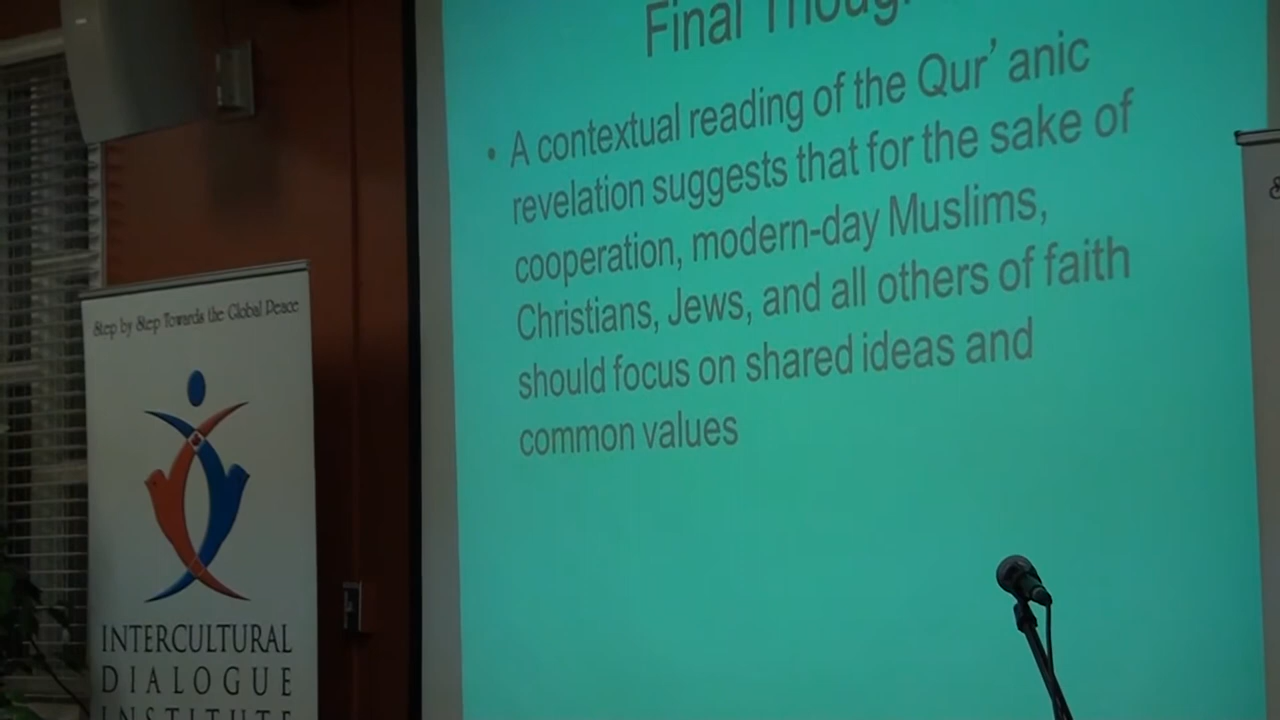 Final
• A contextual reading of the Qur’ anic
revelation suggests that for the sake of
cooperation, modern-day Muslims,
Christians, Jews, and all others of faith
should focus on shared ideas and
common values
Step by Step Towards the Global Peace
INTERCULTURAL
DIALOGUE
INSTITUTE
&